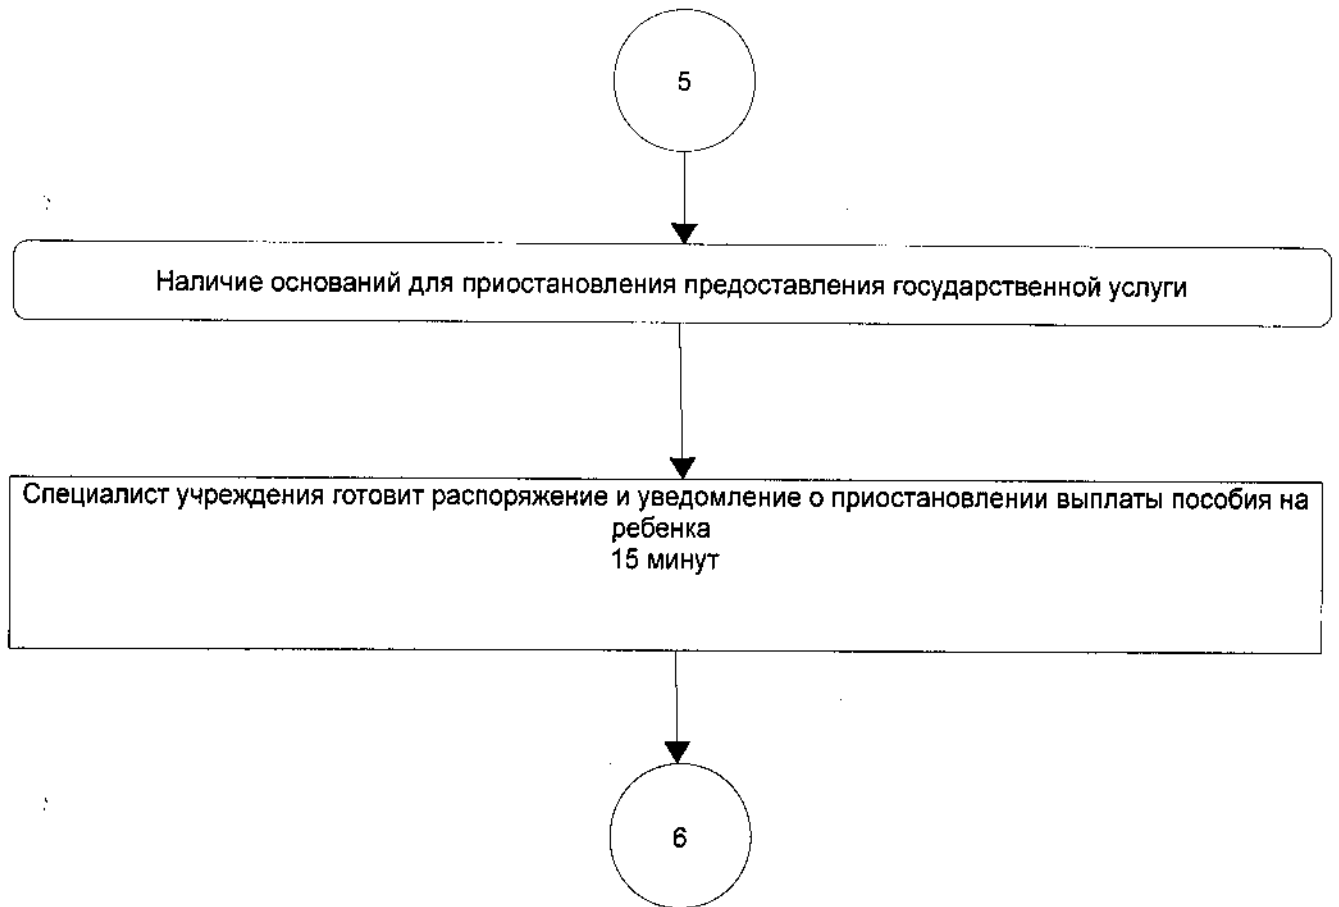 5
Наличие оснований для приостановления предоставления государственной услуги
Специалист учреждения готовит распоряжение и уведомление о приостановлении выплаты пособия на
ребенка
15 минут
6